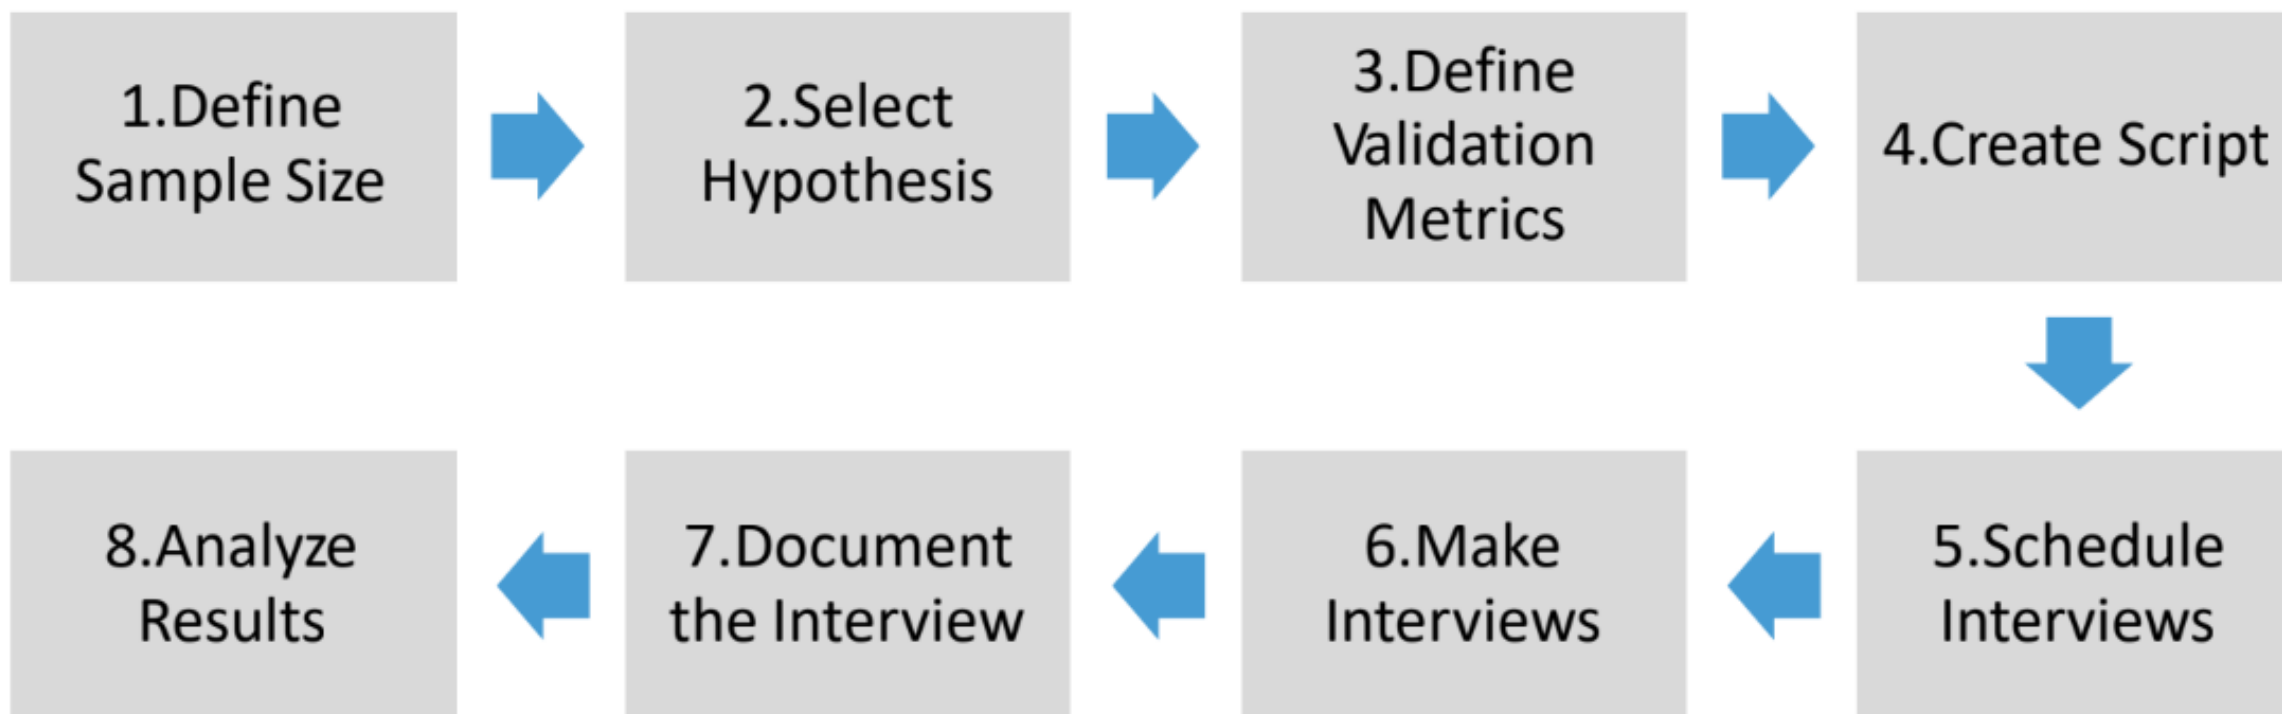 1.Define
Sample Size
2.Select
Hypothesis
3.Define
Validation
Metrics
4.Create Script
5.Schedule
Interviews
6.Make
Interviews
7.Document
the Interview
8.Analyze
Results